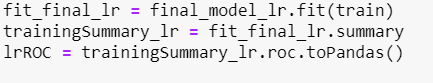 fit_final_lr = final_model_lr.fit(train)
trainingSummary_lr = fit_final_lr.summary
lrROC = trainingSummary_lr.roc.toPandas()